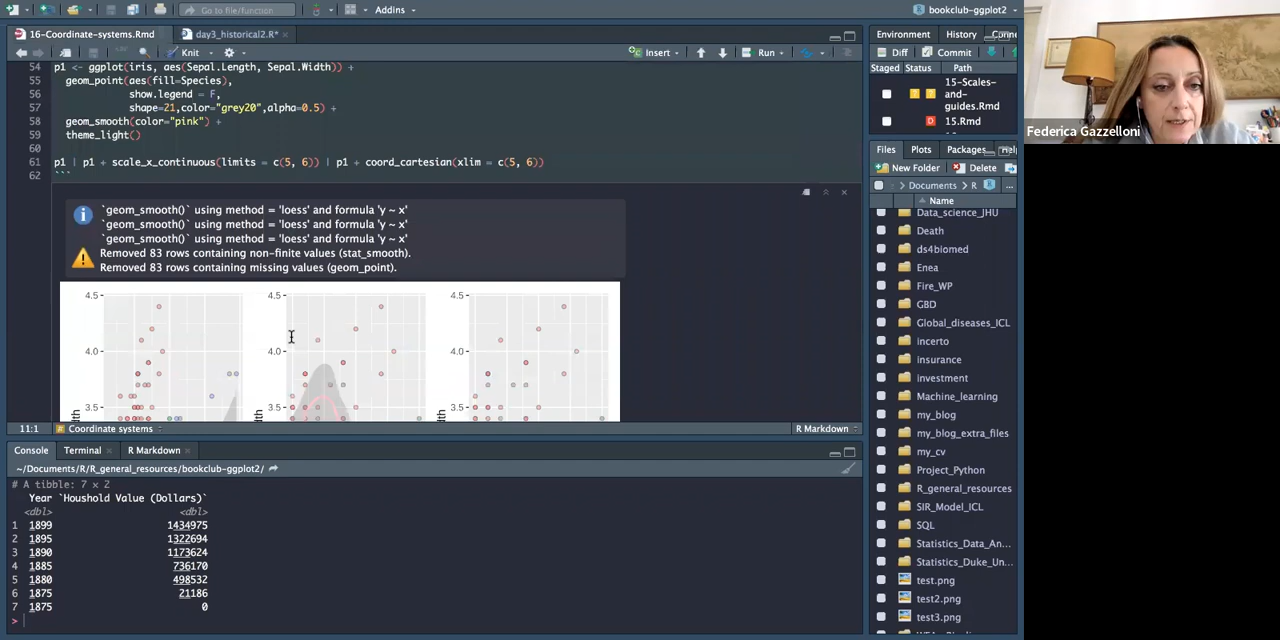 Go to file/function
Addins
bookclub-ggplot2
16-Coordinate-systems.Rmd
day3_historical2.R*
Knit
Insert
Run
54 p1 <- ggplot(iris, aes(Sepal.Length, Sepal.Width)) +
55 geom_point(aes(fill=Species),
56 show.legend = F,
57 shape=21,color="grey20",alpha=0.5) +
58 geom_smooth(color="pink") +
59 theme_light()
60
61 p1 | p1 + scale_x_continuous(limits = c(5, 6)) | p1 + coord_cartesian(xlim = c(5, 6))
62 ```
`geom_smooth()` using method = 'loess' and formula 'y ~ x'
`geom_smooth()` using method = 'loess' and formula 'y ~ x'
`geom_smooth()` using method = 'loess' and formula 'y ~ x'
Removed 83 rows containing non-finite values (stat_smooth).
Removed 83 rows containing missing values (geom_point).
4.5
4.0
3.5
4.5
4.0
3.5
4.5
4.0
3.5
11:1
# Coordinate systems
R Markdown
Console
Terminal
R Markdown
~/Documents/R/R_general_resources/bookclub-ggplot2/
# A tibble: 7 x 2
Year `Houshold Value (Dollars)`
<dbl> <dbl>
1 1899 1434975
2 1895 1322694
3 1890 1173624
4 1885 736170
5 1880 498532
6 1875 21186
7 1875 0
>
Environment
History
Diff
Commit
Staged Status Path
15-Scales-and-guides.Rmd
D 15.Rmd
Files
Plots
Packages
New Folder
Delete
Documents > R
Name
Data_science_JHU
Death
ds4biomed
Enea
Fire_WP
GBD
Global_diseases_ICL
incerto
insurance
investment
Machine_learning
my_blog
my_blog_extra_files
my_cv
Project_Python
R_general_resources
SIR_Model_ICL
SQL
Statistics_Data_An...
Statistics_Duke_Un...
test.png
test2.png
test3.png
Federica Gazzelloni